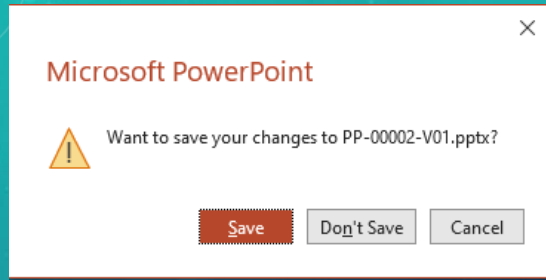 Microsoft PowerPoint
Want to save your changes to PP-00002-V01.pptx?
Save Don't Save Cancel